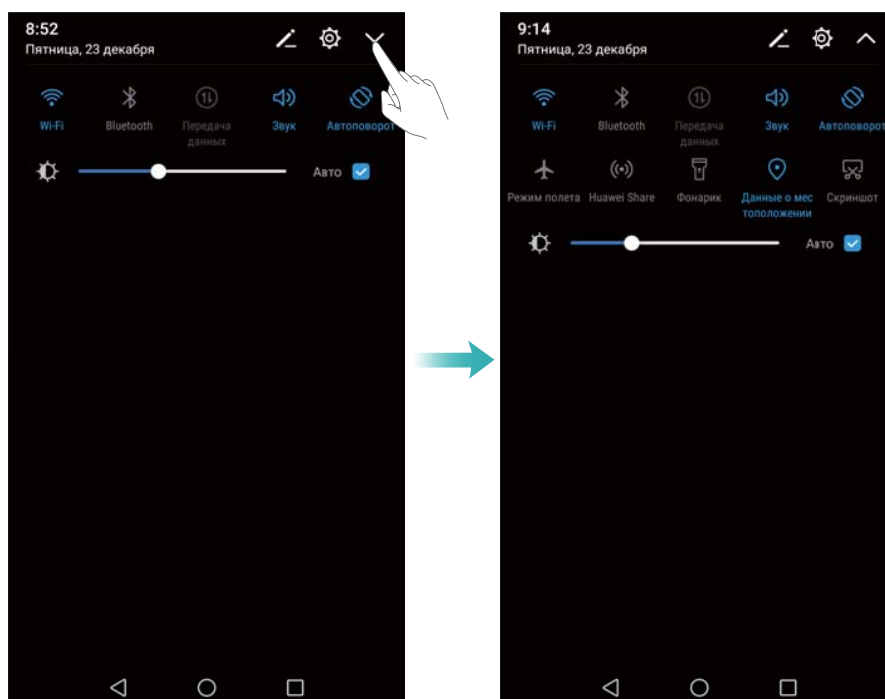 8:52
Пятница, 23 декабря
Wi-Fi
Bluetooth
Передача
данных
Звук
Автоповорот
Авто
9:14
Пятница, 23 декабря
Wi-Fi
Bluetooth
Передача
данных
Звук
Автоповорот
Режим полета
Huawei Share
Фонарик
Данные о мес
тоположении
Скриншот
Авто